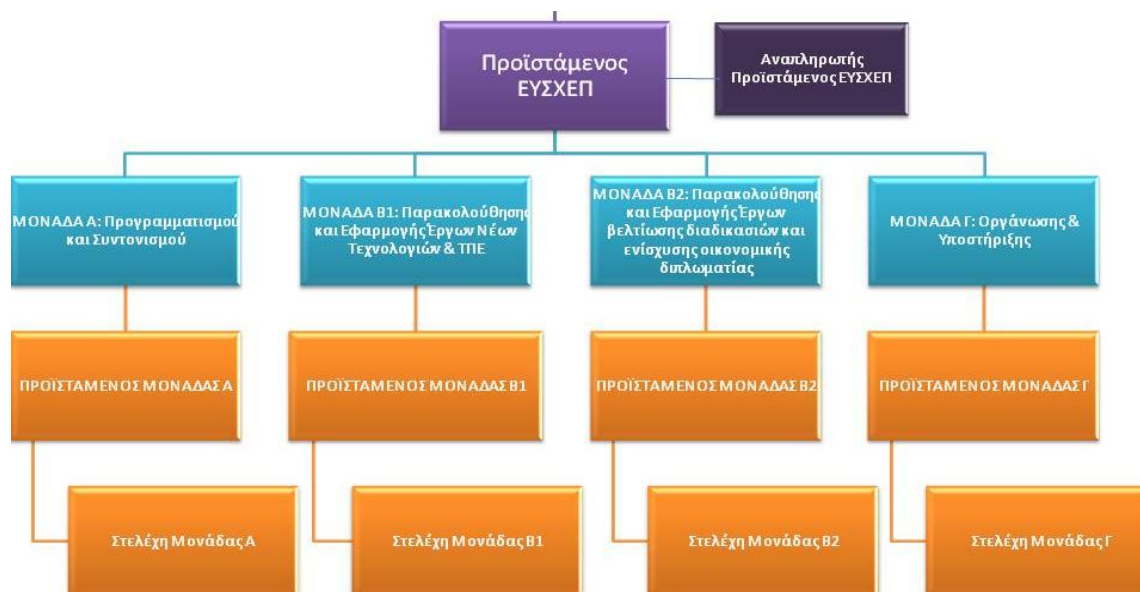 Προϊστάμενος
ΕΥΣΧΕΠ
Αναπληρωτής
Προϊστάμενος ΕΥΣΧΕΠ
ΜΟΝΑΔΑ Α: Προγραμματισμού
και Συντονισμού
ΜΟΝΑΔΑ Β1: Παρακολούθησης
και Εφαρμογής Έργων Νέων
Τεχνολογιών & ΤΠΕ
ΜΟΝΑΔΑ Β2: Παρακολούθησης
και Εφαρμογής Έργων
βελτίωσης διαδικασιών και
ενίσχυσης οικονομικής
διπλωματίας
ΜΟΝΑΔΑ Γ: Οργάνωσης &
Υποστήριξης
ΠΡΟΪΣΤΑΜΕΝΟΣ ΜΟΝΑΔΑΣ Α
ΠΡΟΪΣΤΑΜΕΝΟΣ ΜΟΝΑΔΑΣ Β1
ΠΡΟΪΣΤΑΜΕΝΟΣ ΜΟΝΑΔΑΣ Β2
ΠΡΟΪΣΤΑΜΕΝΟΣ ΜΟΝΑΔΑΣ Γ
Στελέχη Μονάδας Α
Στελέχη Μονάδας Β1
Στελέχη Μονάδας Β2
Στελέχη Μονάδας Γ